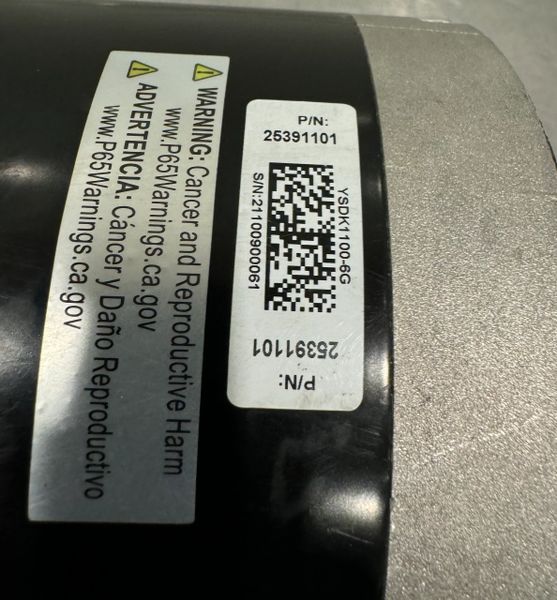 WARNING: Cancer and Reproductive Harm
www.P65Warnings.ca.gov
ADVERTENCIA: Cáncer y Daño Reproductivo
www.P65Warnings.ca.gov
P/N:
25391101
YSDK1100-6G
S/N:21100900061
P/N:
25391101